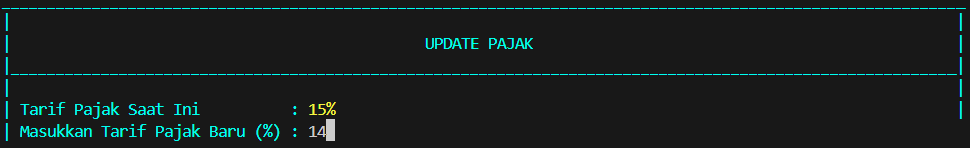 UPDATE PAJAK
Tarif Pajak Saat Ini : 15%
Masukkan Tarif Pajak Baru (%) : 14